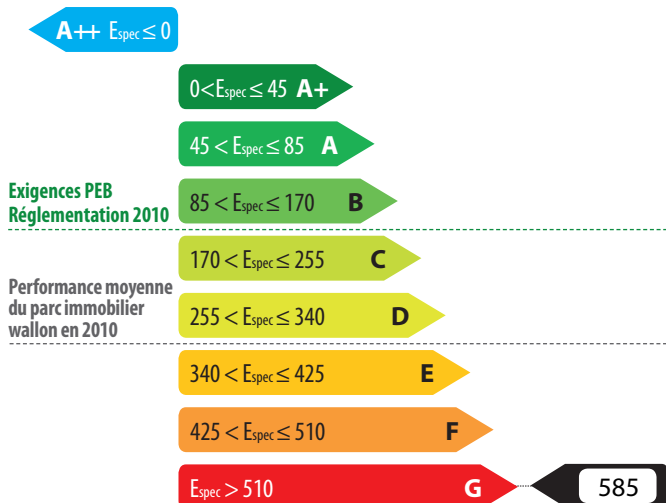 A++ Espec ≤ 0
0 < Espec ≤ 45 A+
45 < Espec ≤ 85 A
Exigences PEB
Réglementation 2010
85 < Espec ≤ 170 B
170 < Espec ≤ 255 C
Performance moyenne
du parc immobilier
wallon en 2010
255 < Espec ≤ 340 D
340 < Espec ≤ 425 E
425 < Espec ≤ 510 F
Espec > 510 G 585